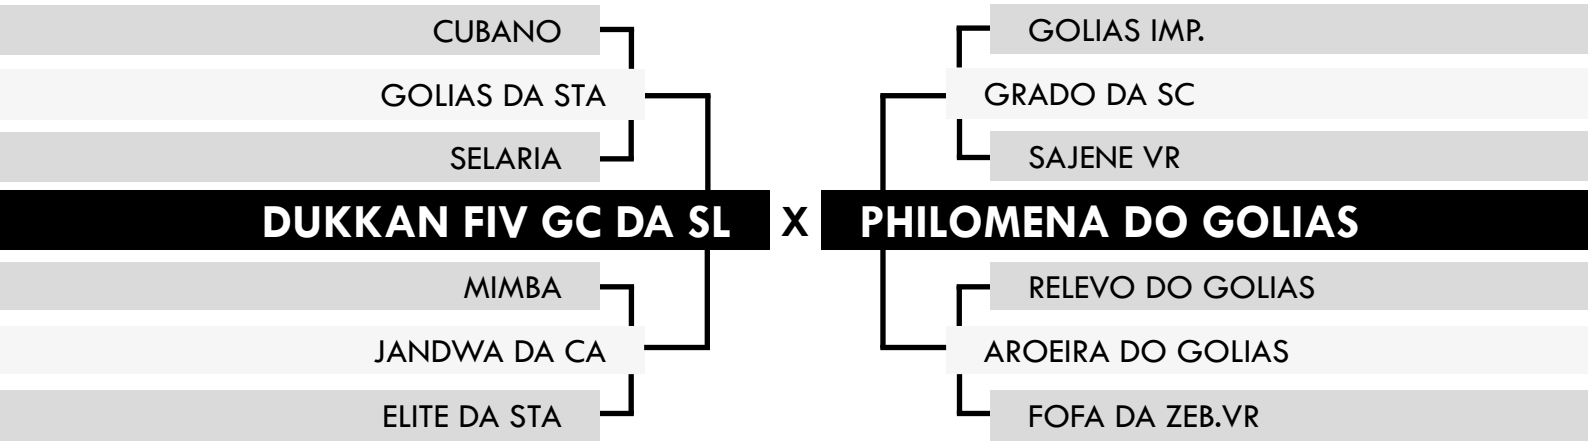 CUBANO
GOLIAS DA STA
SELARIA
DUKKAN FIV GC DA SL
MIMBA
JANDWA DA CA
ELITE DA STA
X
GOLIAS IMP.
GRADO DA SC
SAJENE VR
PHILOMENA DO GOLIAS
RELEVO DO GOLIAS
AROEIRA DO GOLIAS
FOFA DA ZEB.VR